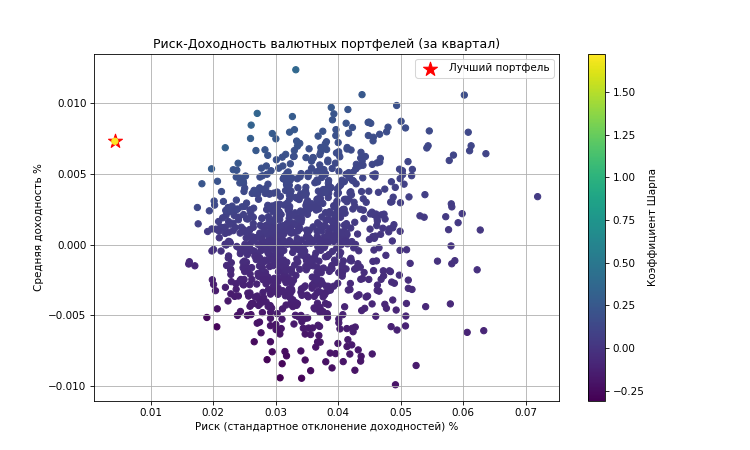 Риск-Доходность валютных портфелей (за квартал)
Лучший портфель
0.010
0.005
0.000
−0.005
−0.010
Средняя доходность %
0.01 0.02 0.03 0.04 0.05 0.06 0.07
Риск (стандартное отклонение доходностей) %
1.50
1.25
1.00
0.75
0.50
0.25
0.00
−0.25
Коэффициент Шарпа